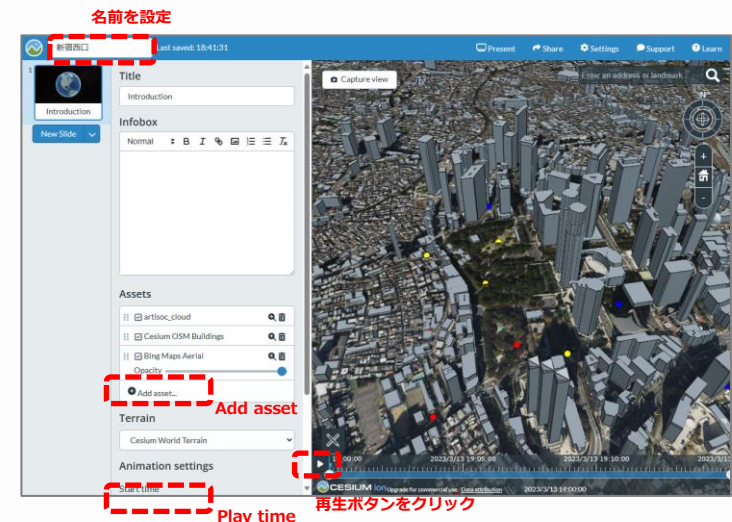 名前を設定
新宿西口
Last saved: 18:41:31
Present
Share
Settings
Support
Learn
1
Introduction
New Slide
Title
Introduction
Infobox
Normal
B I
Assets
artisoc_cloud
Cesium OSM Buildings
Bing Maps Aerial
Opacity
Add asset...
Add asset
Terrain
Cesium World Terrain
Animation settings
Start time
Play time
Capture view
Enter an address or landmark
N
+
-
2023/3/13 19:05:00
2023/3/13 19:10:00
CESIUM ion
Upgrade for commercial use.
Data attribution
2023/3/13 19:00:00
再生ボタンをクリック